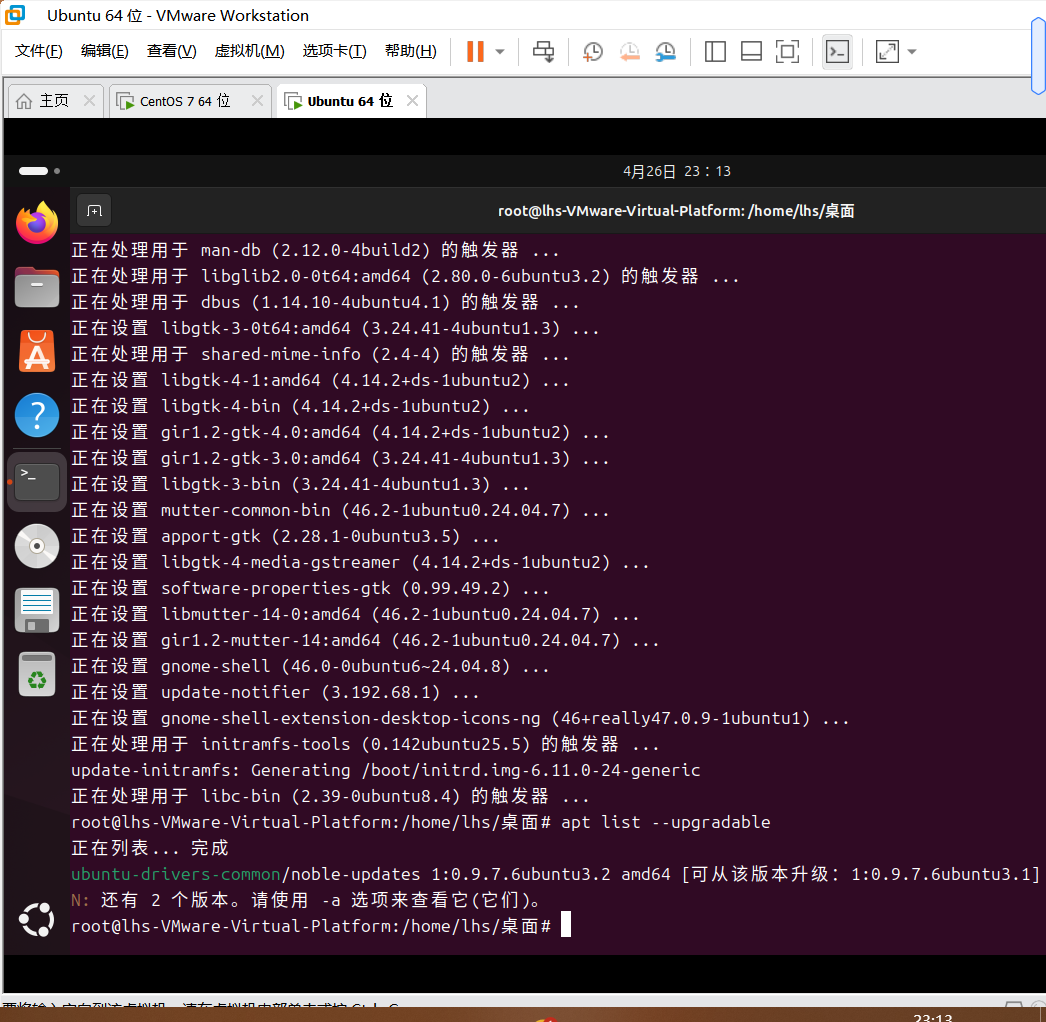 Ubuntu 64 位 - VMware Workstation
文件(F) 编辑(E) 查看(V) 虚拟机(M) 选项卡(T) 帮助(H)
主页 CentOS 7 64 位 Ubuntu 64 位
4月26日 23：13
root@lhs-VMware-Virtual-Platform: /home/lhs/桌面
正在处理用于 man-db (2.12.0-4build2) 的触发器 ...
正在处理用于 libglib2.0-0t64:amd64 (2.80.0-6ubuntu3.2) 的触发器 ...
正在处理用于 dbus (1.14.10-4ubuntu4.1) 的触发器 ...
正在设置 libgtk-3-0t64:amd64 (3.24.41-4ubuntu1.3) ...
正在处理用于 shared-mime-info (2.4-4) 的触发器 ...
正在设置 libgtk-4-1:amd64 (4.14.2+ds-1ubuntu2) ...
正在设置 libgtk-4-bin (4.14.2+ds-1ubuntu2) ...
正在设置 gir1.2-gtk-4.0:amd64 (4.14.2+ds-1ubuntu2) ...
正在设置 gir1.2-gtk-3.0:amd64 (3.24.41-4ubuntu1.3) ...
正在设置 libgtk-3-bin (3.24.41-4ubuntu1.3) ...
正在设置 mutter-common-bin (46.2-1ubuntu0.24.04.7) ...
正在设置 apport-gtk (2.28.1-0ubuntu3.5) ...
正在设置 libgtk-4-media-gstreamer (4.14.2+ds-1ubuntu2) ...
正在设置 software-properties-gtk (0.99.49.2) ...
正在设置 libmutter-14-0:amd64 (46.2-1ubuntu0.24.04.7) ...
正在设置 gir1.2-mutter-14:amd64 (46.2-1ubuntu0.24.04.7) ...
正在设置 gnome-shell (46.0-0ubuntu6~24.04.8) ...
正在设置 update-notifier (3.192.68.1) ...
正在设置 gnome-shell-extension-desktop-icons-ng (46+really47.0.9-1ubuntu1) ...
正在处理用于 initramfs-tools (0.142ubuntu25.5) 的触发器 ...
update-initramfs: Generating /boot/initrd.img-6.11.0-24-generic
正在处理用于 libc-bin (2.39-0ubuntu8.4) 的触发器 ...
root@lhs-VMware-Virtual-Platform:/home/lhs/桌面# apt list --upgradable
正在列表... 完成
ubuntu-drivers-common/noble-updates 1:0.9.7.6ubuntu3.2 amd64 [可从该版本升级：1:0.9.7.6ubuntu3.1]
N: 还有 2 个版本。请使用 -a 选项来查看它(它们)。
root@lhs-VMware-Virtual-Platform:/home/lhs/桌面#
23:13